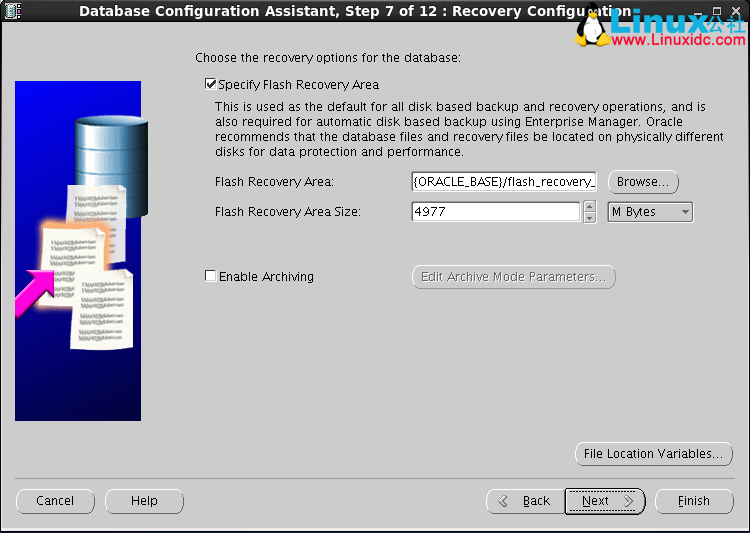 Database Configuration Assistant, Step 7 of 12 : Recovery Configuration
Linux公社
www.Linuxidc.com
Choose the recovery options for the database:
Specify Flash Recovery Area
This is used as the default for all disk based backup and recovery operations, and is
also required for automatic disk based backup using Enterprise Manager. Oracle
recommends that the database files and recovery files be located on physically different
disks for data protection and performance.
Flash Recovery Area: {ORACLE_BASE}/flash_recovery_ Browse...
Flash Recovery Area Size: 4977 M Bytes
Enable Archiving Edit Archive Mode Parameters...
File Location Variables...
Cancel Help Back Next Finish